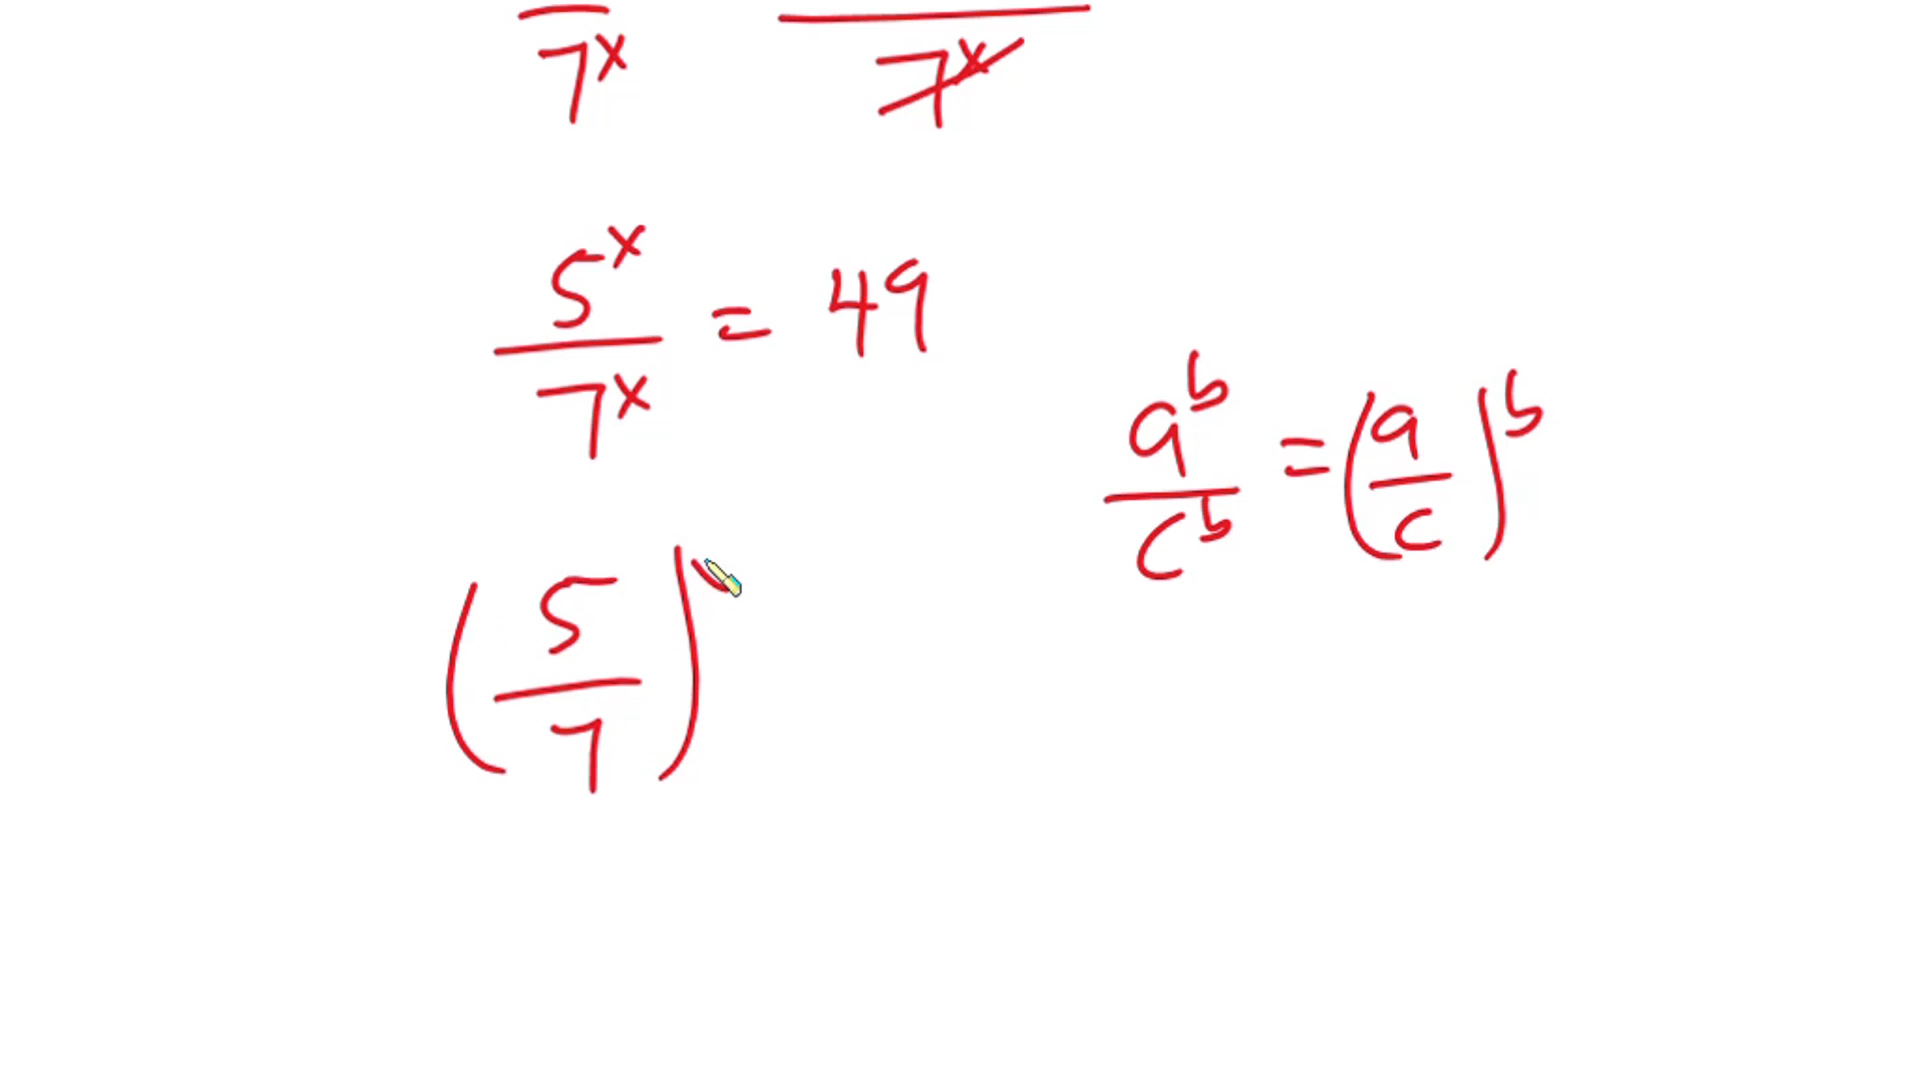 7^x 7^x
5^x/7^x = 49
a^b/c^b = (a/c)^b
(5/7)